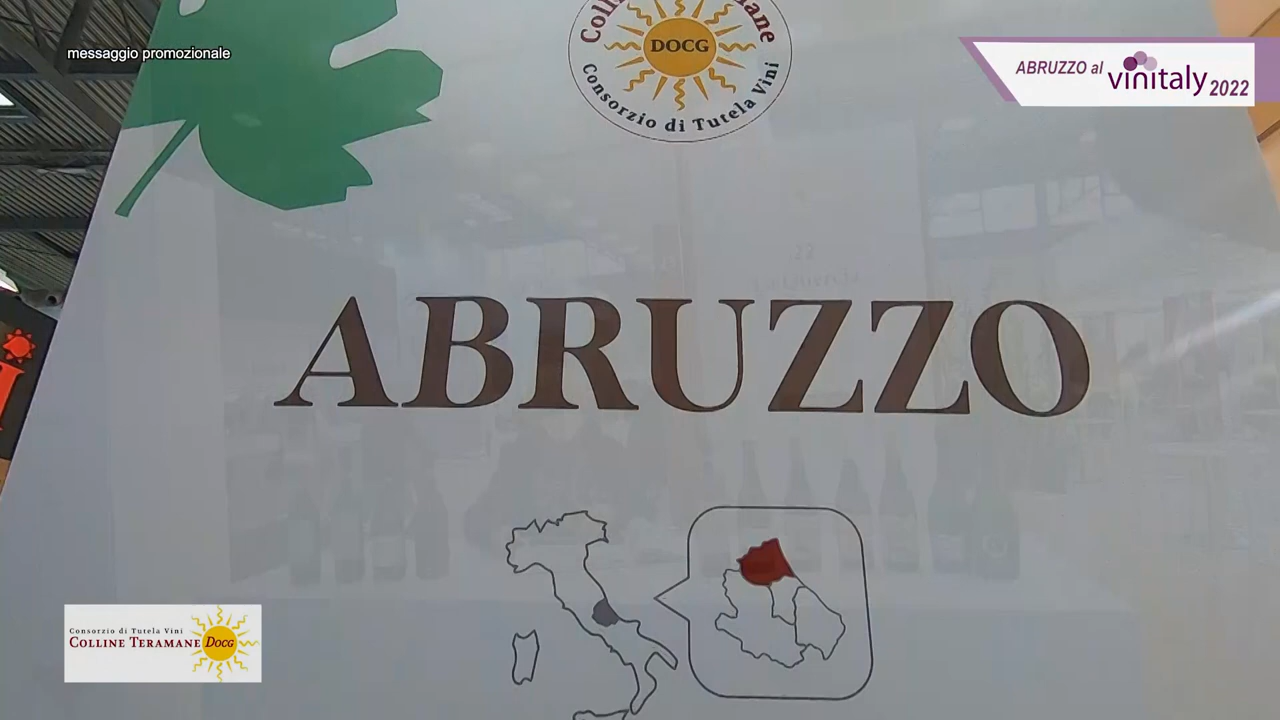 messaggio promozionale
DOCG
Consorzio di Tutela Vini
ABRUZZO al
vinitaly
2022
ABRUZZO
Consorzio di Tutela Vini
COLLINE TERAMANE Docg